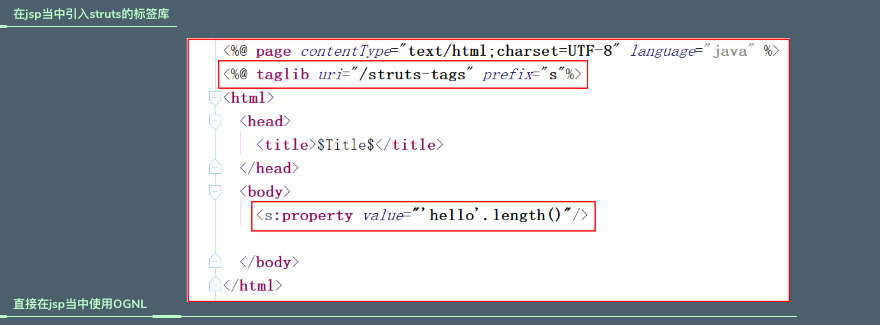 在jsp当中引入struts的标签库
<%@ page contentType="text/html;charset=UTF-8" language="java" %>
<%@ taglib uri="/struts-tags" prefix="s"%>
<html>
<head>
<title>$Title$</title>
</head>
<body>
<s:property value="'hello'.length()"/>
</body>
</html>
直接在jsp当中使用OGNL